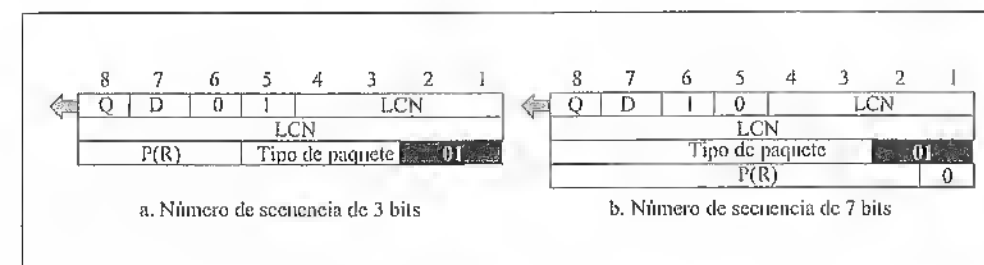 8 7 6 5 4 3 2 1
Q D 0 1 LCN
LCN
P(R) Tipo de paquete 01
a. Número de secuencia de 3 bits
8 7 6 5 4 3 2 1
Q D 1 0 LCN
LCN
Tipo de paquete 01
P(R) 0
b. Número de secuencia de 7 bits